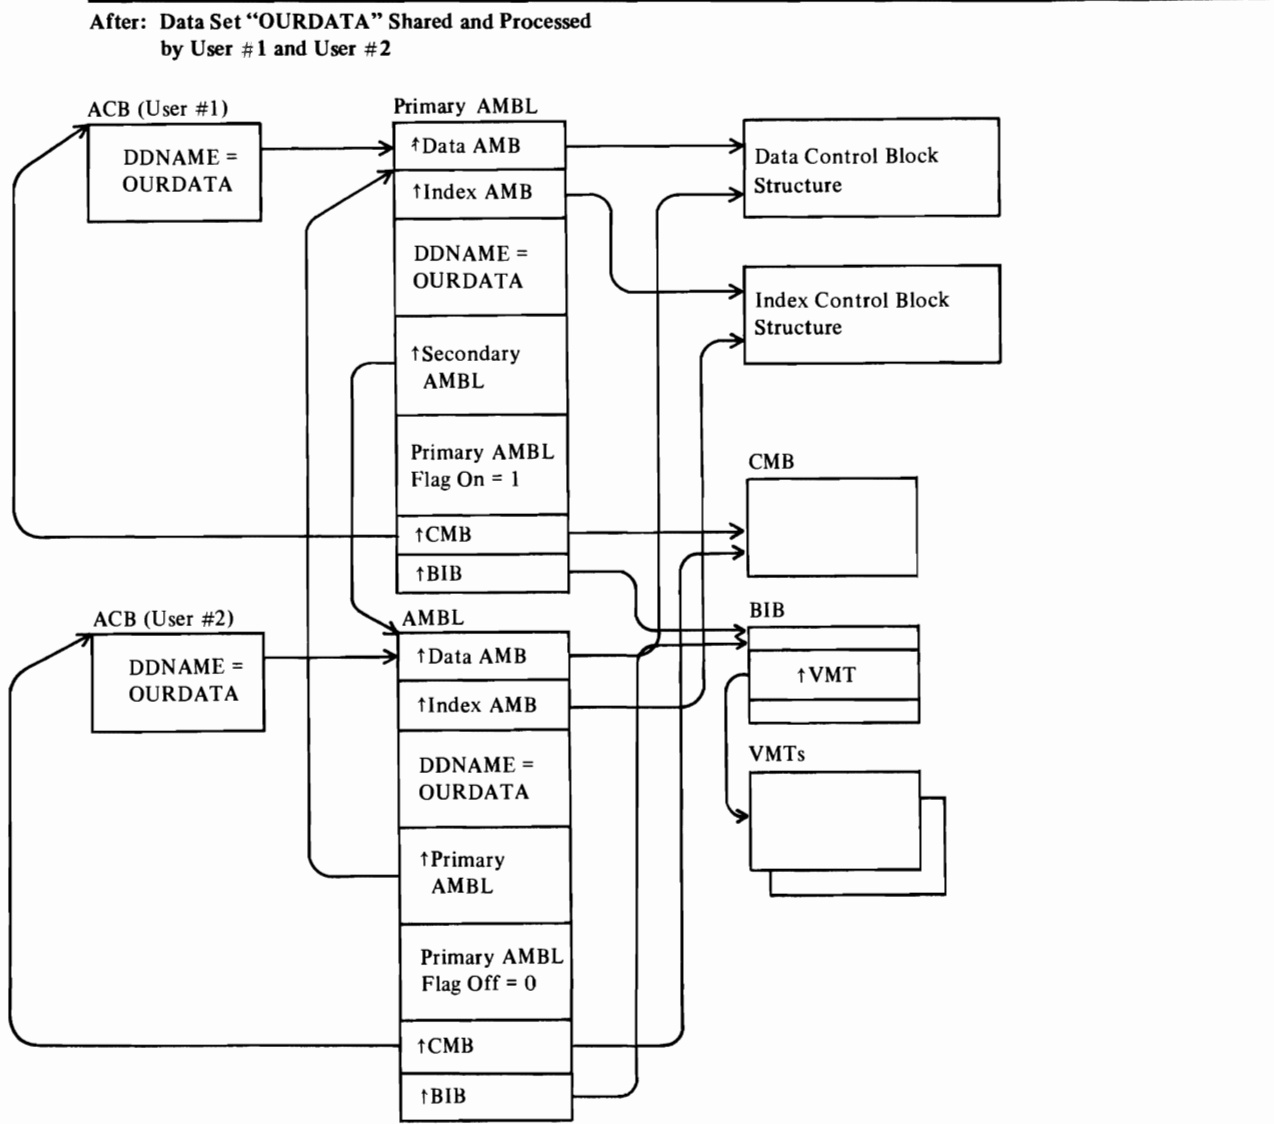 After: Data Set “OURDATA” Shared and Processed
by User #1 and User #2
ACB (User #1)
DDNAME =
OURDATA
Primary AMBL
↑Data AMB
↑Index AMB
DDNAME =
OURDATA
↑Secondary
AMBL
Primary AMBL
Flag On = 1
↑CMB
↑BIB
Data Control Block
Structure
Index Control Block
Structure
CMB
BIB
↑VMT
VMTs
ACB (User #2)
DDNAME =
OURDATA
AMBL
↑Data AMB
↑Index AMB
DDNAME =
OURDATA
↑Primary
AMBL
Primary AMBL
Flag Off = 0
↑CMB
↑BIB